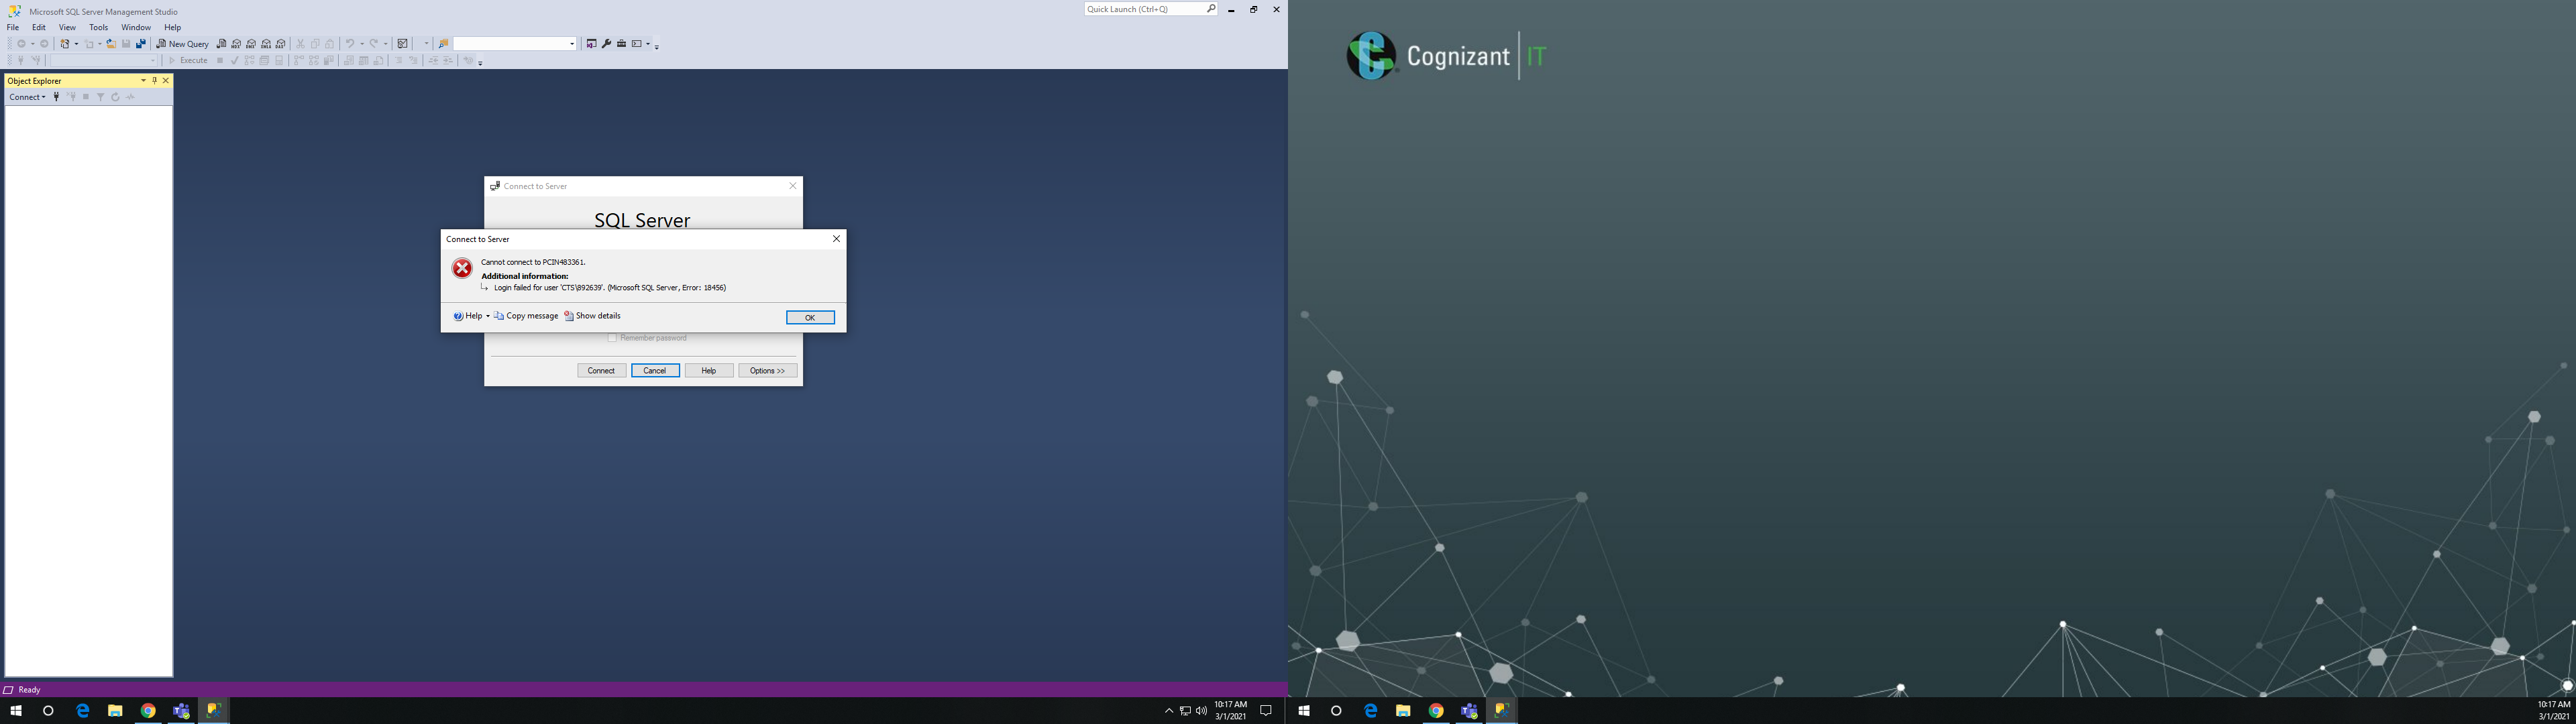 Microsoft SQL Server Management Studio
Quick Launch (Ctrl+Q)
File Edit View Tools Window Help
New Query
Execute
Object Explorer
Connect
Connect to Server
SQL Server
Connect to Server
Cannot connect to PCIN483361.
Additional information:
Login failed for user 'CTS\892639'. (Microsoft SQL Server, Error: 18456)
Help Copy message Show details OK
Remember password
Connect Cancel Help Options >>
Ready
10:17 AM
3/1/2021
Cognizant IT
10:17 AM
3/1/2021